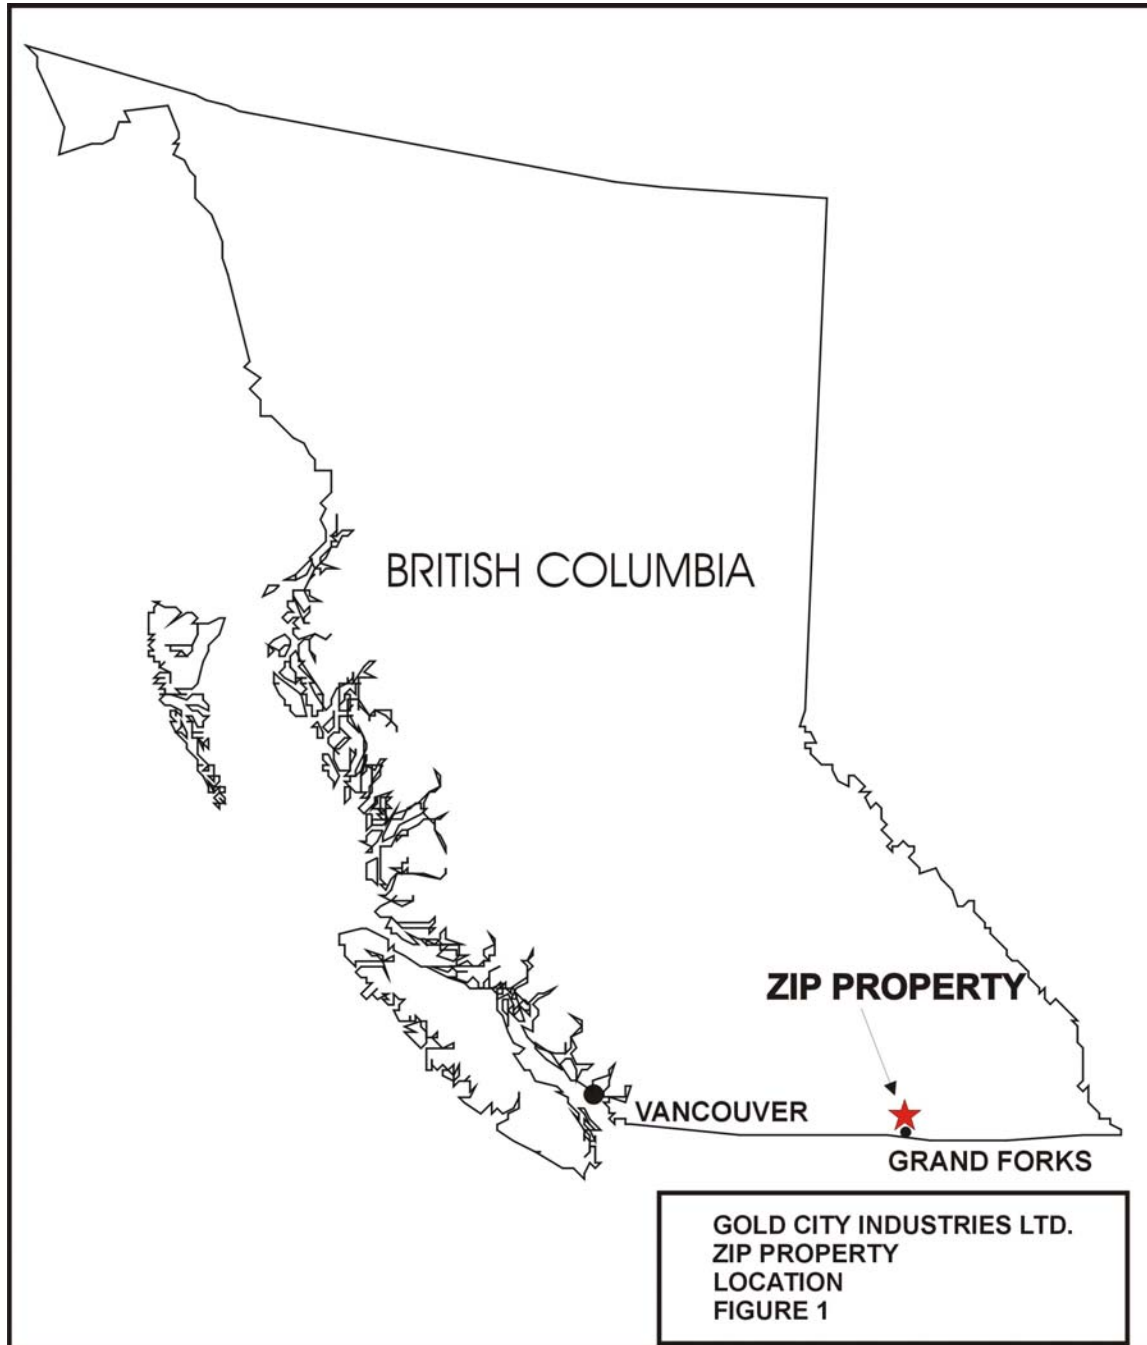 BRITISH COLUMBIA
ZIP PROPERTY
VANCOUVER
GRAND FORKS
GOLD CITY INDUSTRIES LTD.
ZIP PROPERTY
LOCATION
FIGURE 1